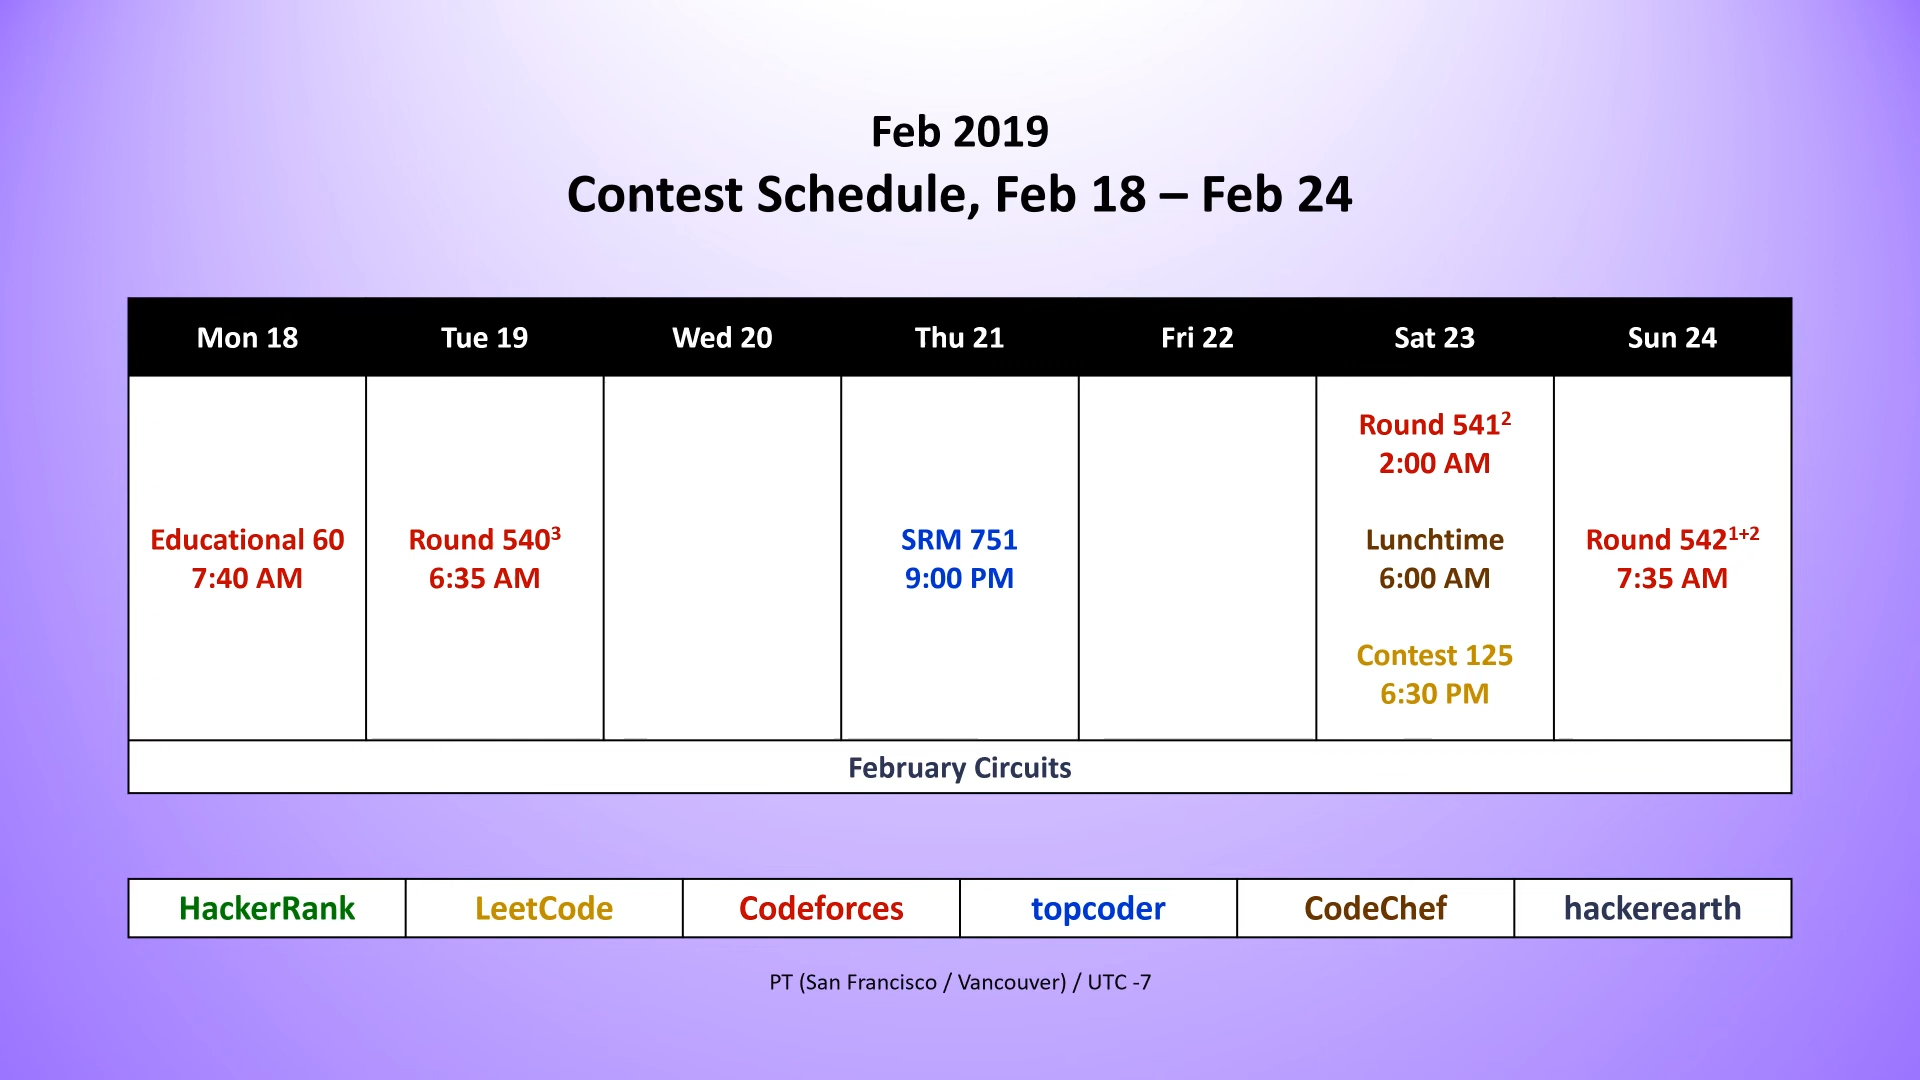 Feb 2019
Contest Schedule, Feb 18 – Feb 24
Mon 18
Tue 19
Wed 20
Thu 21
Fri 22
Sat 23
Sun 24
Educational 60
7:40 AM
Round 540³
6:35 AM
SRM 751
9:00 PM
Round 541²
2:00 AM
Lunchtime
6:00 AM
Contest 125
6:30 PM
Round 542¹⁺²
7:35 AM
February Circuits
HackerRank
LeetCode
Codeforces
topcoder
CodeChef
hackerearth
PT (San Francisco / Vancouver) / UTC -7